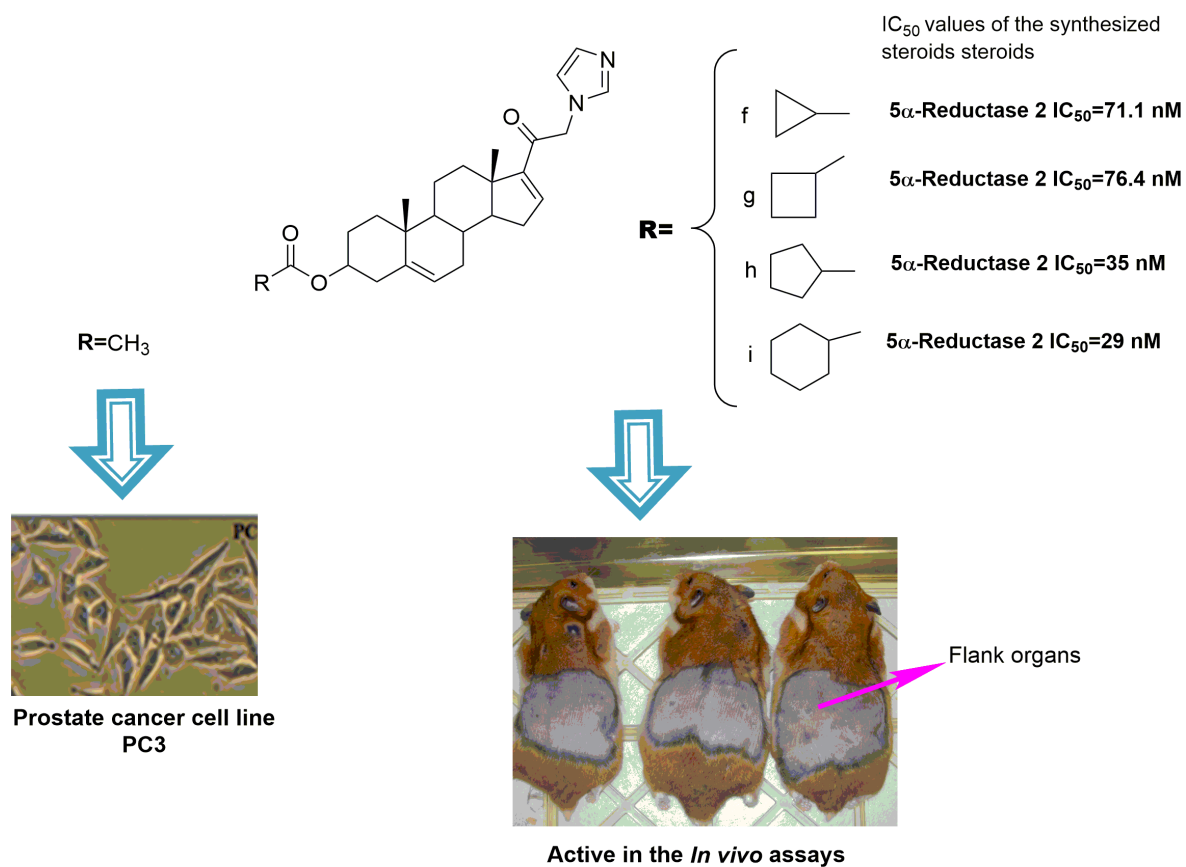 IC50 values of the synthesized
steroids steroids
N
N
O
O
R
O
R=
f
5α-Reductase 2 IC50=71.1 nM
g
5α-Reductase 2 IC50=76.4 nM
h
5α-Reductase 2 IC50=35 nM
i
5α-Reductase 2 IC50=29 nM
R=CH3
PC
Prostate cancer cell line
PC3
Flank organs
Active in the In vivo assays